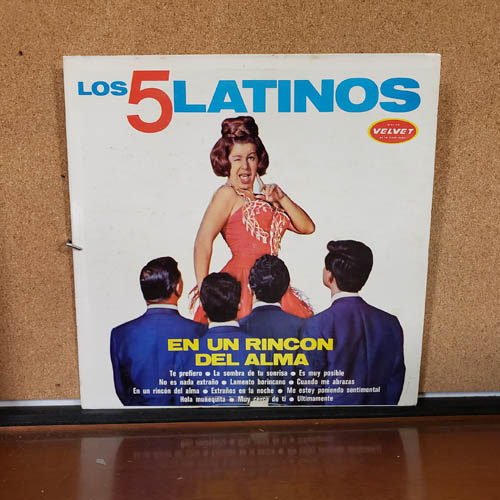 LOS 5 LATINOS
VELVET
EN UN RINCON
DEL ALMA
Te prefiero • La sombra de tu sonrisa • Es muy posible
No es nada extraño • Lamento borincano • Cuando me abrazas
En un rincón del alma • Extraños en la noche • Me estoy poniendo sentimental
Hola muñequita • Muy cerca de ti • Ultimamente